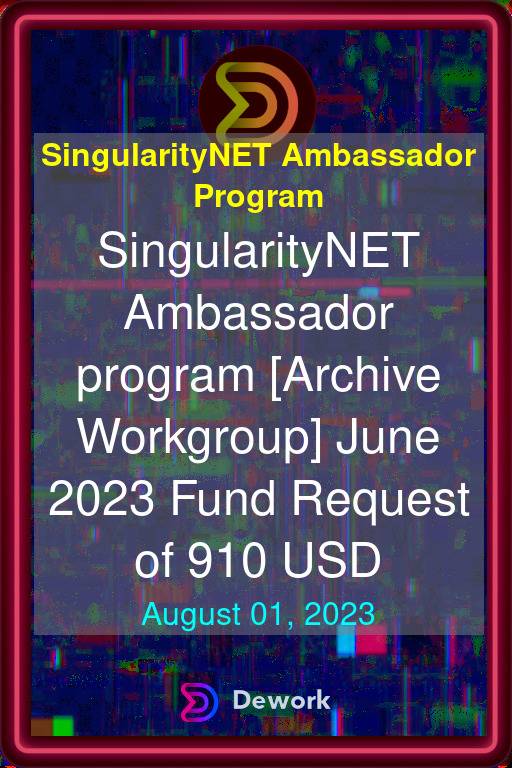 SingularityNET Ambassador
Program
SingularityNET
Ambassador
program [Archive
Workgroup] June
2023 Fund Request
of 910 USD
August 01, 2023
Dework